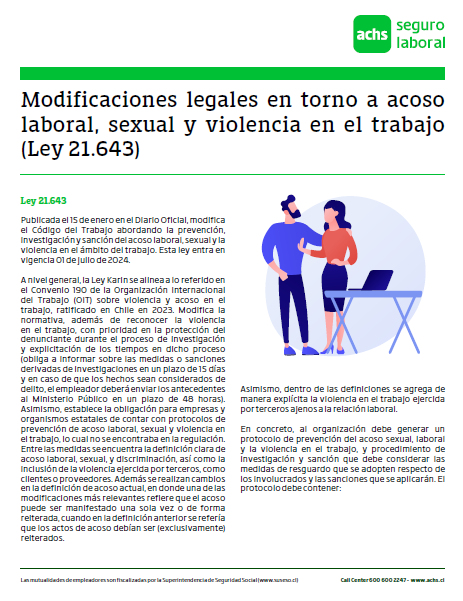 achs
seguro
laboral
Modificaciones legales en torno a acoso
laboral, sexual y violencia en el trabajo
(Ley 21.643)
Ley 21.643
Publicada el 15 de enero en el Diario Oficial, modifica
el Código del Trabajo abordando la prevención,
investigación y sanción del acoso laboral, sexual y la
violencia en el ámbito del trabajo. Esta ley entra en
vigencia 01 de julio de 2024.
A nivel general, la Ley Karin se alinea a lo referido en
el Convenio 190 de la Organización Internacional
del Trabajo (OIT) sobre violencia y acoso en el
trabajo, ratificado en Chile en 2023. Modifica la
normativa, además de reconocer la violencia
en el trabajo, con prioridad en la protección del
denunciante durante el proceso de investigación
y explicitación de los tiempos en dicho proceso
(obliga a informar sobre las medidas o sanciones
derivadas de investigaciones en un plazo de 15 días
y en caso de que los hechos sean considerados de
delito, el empleador deberá enviar los antecedentes
al Ministerio Público en un plazo de 48 horas).
Asimismo, establece la obligación para empresas y
organismos estatales de contar con protocolos de
prevención de acoso laboral, sexual y violencia en
el trabajo, lo cual no se encontraba en la regulación.
Entre las medidas se encuentra la definición clara de
acoso laboral, sexual, y discriminación, así como la
inclusión de la violencia ejercida por terceros, como
clientes o proveedores. Además se realizan cambios
en la definición de acoso actual, en donde una de las
modificaciones más relevantes refiere que el acoso
puede ser manifestado una sola vez o de forma
reiterada, cuando en la definición anterior se refería
que los actos de acoso debían ser (exclusivamente)
reiterados.
Asimismo, dentro de las definiciones se agrega de
manera explícita la violencia en el trabajo ejercida
por terceros ajenos a la relación laboral.
En concreto, al organización debe generar un
protocolo de prevención del acoso sexual, laboral
y la violencia en el trabajo, y procedimiento de
investigación y sanción que debe considerar las
medidas de resguardo que se adopten respecto de
los involucrados y las sanciones que se aplicarán. El
protocolo debe contener:
Las mutualidades de empleadores son fiscalizadas por la Superintendencia de Seguridad Social (www.suseso.cl)
Call Center 600 600 2247 - www.achs.cl